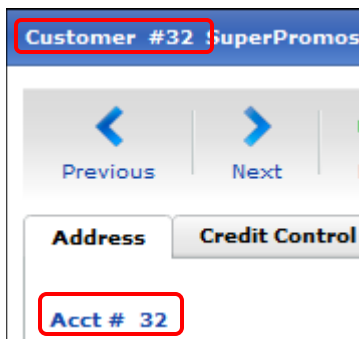 Customer #32 SuperPromos
Previous Next
Address Credit Control
Acct # 32